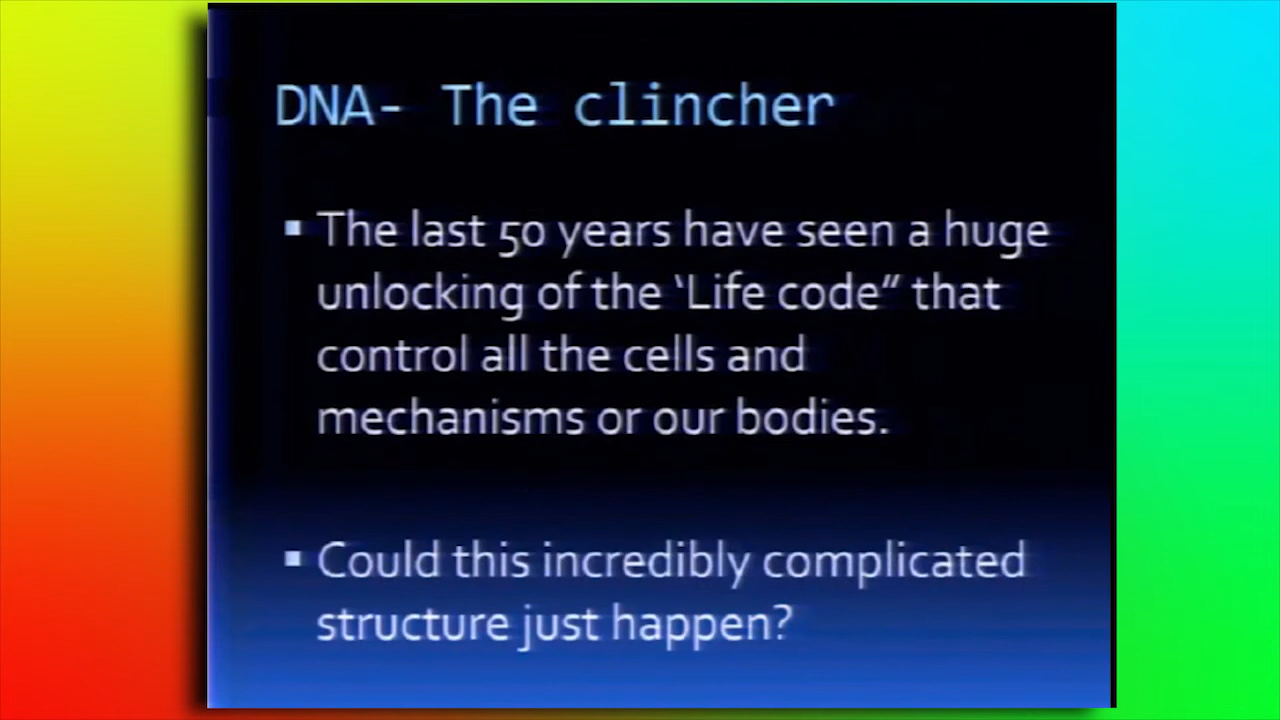 DNA- The clincher
▪ The last 50 years have seen a huge
unlocking of the ‘Life code” that
control all the cells and
mechanisms or our bodies.
▪ Could this incredibly complicated
structure just happen?